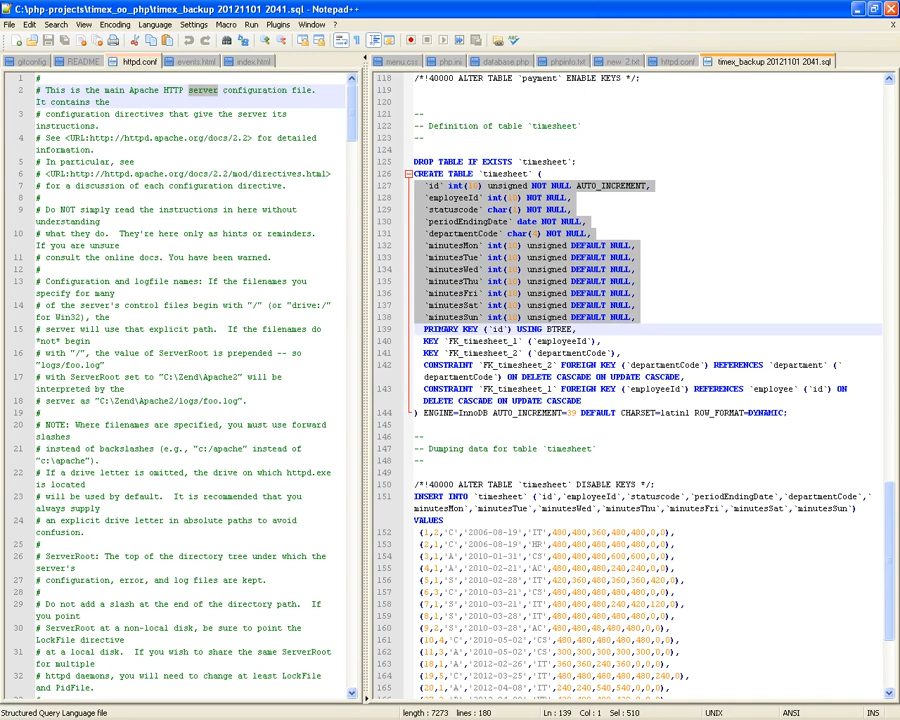 C:\php-projects\timex_oo_php\timex_backup 20121101 2041.sql - Notepad++
File Edit Search View Encoding Language Settings Macro Run Plugins Window ? X
gitconfig README httpd.conf events.html index.html
menu.css php.ini database.php phpinfo.txt new 2.txt httpd.conf timex_backup 20121101 2041.sql
1 #
2 # This is the main Apache HTTP server configuration file.
It contains the
3 # configuration directives that give the server its
instructions.
4 # See <URL:http://httpd.apache.org/docs/2.2> for detailed
information.
5 # In particular, see
6 # <URL:http://httpd.apache.org/docs/2.2/mod/directives.html>
7 # for a discussion of each configuration directive.
8 #
9 # Do NOT simply read the instructions in here without
understanding
10 # what they do.  They're here only as hints or reminders.
If you are unsure
11 # consult the online docs. You have been warned.
12 #
13 # Configuration and logfile names: If the filenames you
specify for many
14 # of the server's control files begin with "/" (or "drive:/"
for Win32), the
15 # server will use that explicit path.  If the filenames do
*not* begin
16 # with "/", the value of ServerRoot is prepended -- so
"logs/foo.log"
17 # with ServerRoot set to "C:\Zend\Apache2" will be
interpreted by the
18 # server as "C:\Zend/Apache2/logs/foo.log".
19 #
20 # NOTE: Where filenames are specified, you must use forward
slashes
21 # instead of backslashes (e.g., "c:/apache" instead of
"c:\apache").
22 # If a drive letter is omitted, the drive on which httpd.exe
is located
23 # will be used by default.  It is recommended that you
always supply
24 # an explicit drive letter in absolute paths to avoid
confusion.
25 #
26 # ServerRoot: The top of the directory tree under which the
server's
27 # configuration, error, and log files are kept.
28 #
29 # Do not add a slash at the end of the directory path.  If
you point
30 # ServerRoot at a non-local disk, be sure to point the
LockFile directive
31 # at a local disk.  If you wish to share the same ServerRoot
for multiple
32 # httpd daemons, you will need to change at least LockFile
and PidFile.
118 /*!40000 ALTER TABLE `payment` ENABLE KEYS */;
119
120
121 --
122 -- Definition of table `timesheet`
123 --
124
125 DROP TABLE IF EXISTS `timesheet`;
126 CREATE TABLE `timesheet` (
127 `id` int(10) unsigned NOT NULL AUTO_INCREMENT,
128 `employeeId` int(10) NOT NULL,
129 `statuscode` char(1) NOT NULL,
130 `periodEndingDate` date NOT NULL,
131 `departmentCode` char(4) NOT NULL,
132 `minutesMon` int(10) unsigned DEFAULT NULL,
133 `minutesTue` int(10) unsigned DEFAULT NULL,
134 `minutesWed` int(10) unsigned DEFAULT NULL,
135 `minutesThu` int(10) unsigned DEFAULT NULL,
136 `minutesFri` int(10) unsigned DEFAULT NULL,
137 `minutesSat` int(10) unsigned DEFAULT NULL,
138 `minutesSun` int(10) unsigned DEFAULT NULL,
139 PRIMARY KEY (`id`) USING BTREE,
140 KEY `FK_timesheet_1` (`employeeId`),
141 KEY `FK_timesheet_2` (`departmentCode`),
142 CONSTRAINT `FK_timesheet_2` FOREIGN KEY (`departmentCode`) REFERENCES `department` (`
departmentCode`) ON DELETE CASCADE ON UPDATE CASCADE,
143 CONSTRAINT `FK_timesheet_1` FOREIGN KEY (`employeeId`) REFERENCES `employee` (`id`) ON
DELETE CASCADE ON UPDATE CASCADE
144 ) ENGINE=InnoDB AUTO_INCREMENT=39 DEFAULT CHARSET=latin1 ROW_FORMAT=DYNAMIC;
145
146 --
147 -- Dumping data for table `timesheet`
148 --
149
150 /*!40000 ALTER TABLE `timesheet` DISABLE KEYS */;
151 INSERT INTO `timesheet` (`id`,`employeeId`,`statuscode`,`periodEndingDate`,`departmentCode`,`
minutesMon`,`minutesTue`,`minutesWed`,`minutesThu`,`minutesFri`,`minutesSat`,`minutesSun`)
VALUES
152 (1,2,'C','2006-08-19','IT',480,480,360,480,480,0,0),
153 (2,1,'C','2006-08-19','HR',480,480,480,480,480,0,0),
154 (3,1,'A','2010-01-31','CS',480,480,480,600,600,0,0),
155 (4,1,'A','2010-02-21','AC',480,480,480,240,240,0,0),
156 (5,1,'S','2010-02-28','IT',420,360,480,360,360,420,0),
157 (6,3,'C','2010-03-21','CS',480,480,480,480,480,0,0),
158 (7,1,'S','2010-03-21','IT',480,480,480,240,420,120,0),
159 (8,1,'S','2010-03-28','IT',480,480,480,480,480,0,0),
160 (9,2,'S','2010-03-28','AC',480,480,48,480,480,0,0),
161 (10,4,'C','2010-05-02','CS',480,480,480,480,480,0,0),
162 (11,3,'A','2010-05-02','CS',300,300,300,300,300,0,0),
163 (18,1,'A','2012-02-26','IT',360,360,240,360,0,0,0),
164 (19,5,'C','2012-03-25','IT',480,480,480,480,480,240,0),
165 (20,1,'A','2012-04-08','IT',240,240,540,540,0,0,0),
166
Structured Query Language file length : 7273 lines : 180 Ln : 139 Col : 1 Sel : 510 UNIX ANSI INS